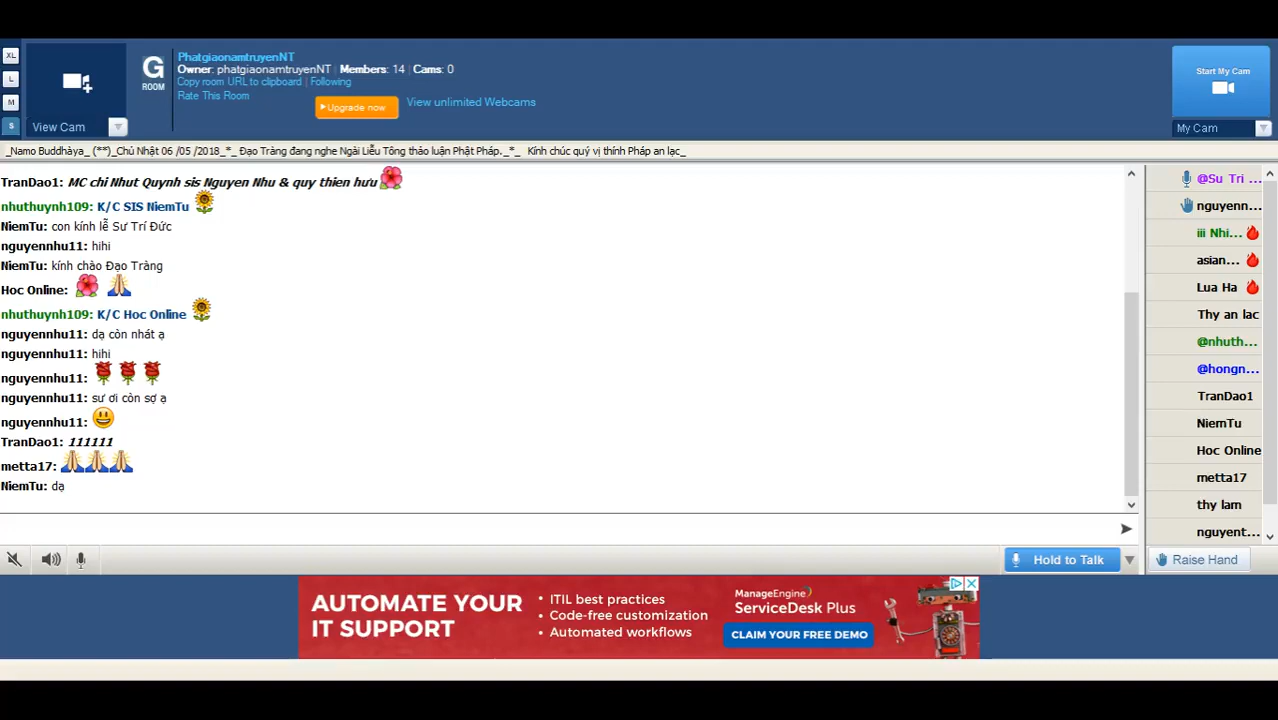 XL
L
M
S
View Cam
G
ROOM
PhatgiaonamtruyenNT
Owner: phatgiaonamtruyenNT | Members: 14 | Cams: 0
Copy room URL to clipboard | Following
Rate This Room
Upgrade now
View unlimited Webcams
Start My Cam
My Cam
_Namo Buddhàya_ (**)_Chủ Nhật 06 /05 /2018_*_ Đạo Tràng đang nghe Ngài Liễu Tông thảo luận Phật Pháp._*_ Kính chúc quý vị thính Pháp an lạc_
TranDao1: MC chi Nhut Quynh sis Nguyen Nhu & quy thien hưu
nhuthuynh109: K/C SIS NiemTu
NiemTu: con kính lễ Sư Trí Đức
nguyennhu11: hihi
NiemTu: kính chào Đạo Tràng
Hoc Online:
nhuthuynh109: K/C Hoc Online
nguyennhu11: dạ còn nhát ạ
nguyennhu11: hihi
nguyennhu11:
nguyennhu11: sư ơi còn sợ ạ
nguyennhu11:
TranDao1: 111111
metta17:
NiemTu: dạ
@Su Tri ...
nguyenn...
iii Nhi...
asian...
Lua Ha
Thy an lac
@nhuth...
@hongn...
TranDao1
NiemTu
Hoc Online
metta17
thy lam
nguyent...
Hold to Talk
Raise Hand
AUTOMATE YOUR
IT SUPPORT
• ITIL best practices
• Code-free customization
• Automated workflows
ManageEngine
ServiceDesk Plus
CLAIM YOUR FREE DEMO